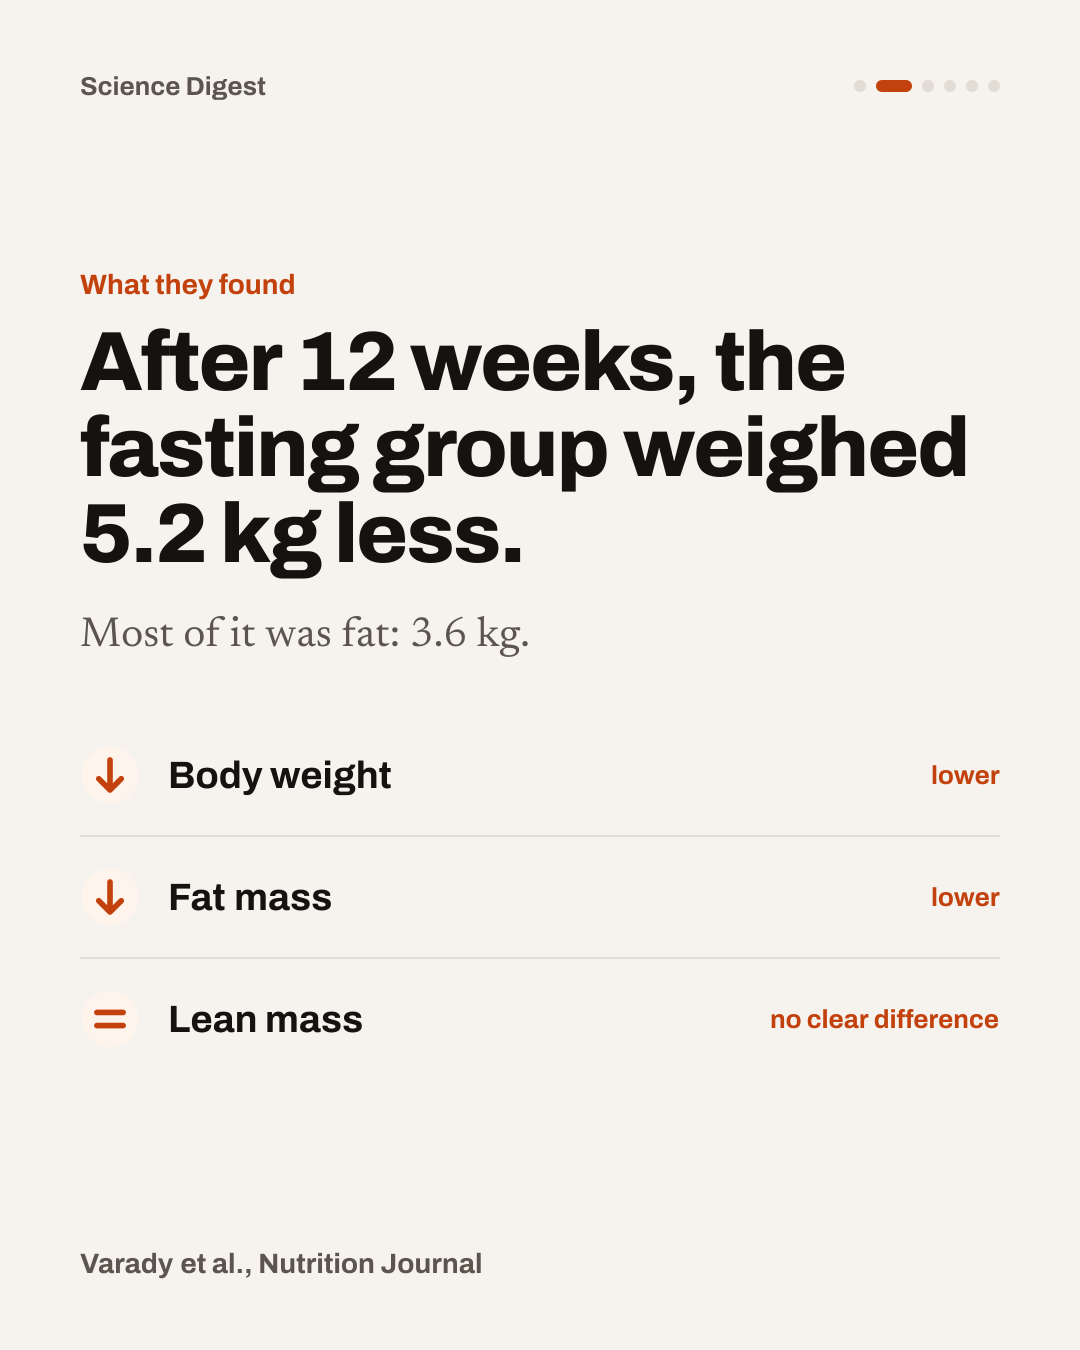 Science Digest
What they found
After 12 weeks, the
fasting group weighed
5.2 kg less.
Most of it was fat: 3.6 kg.
Body weight
lower
Fat mass
lower
Lean mass
no clear difference
Varady et al., Nutrition Journal